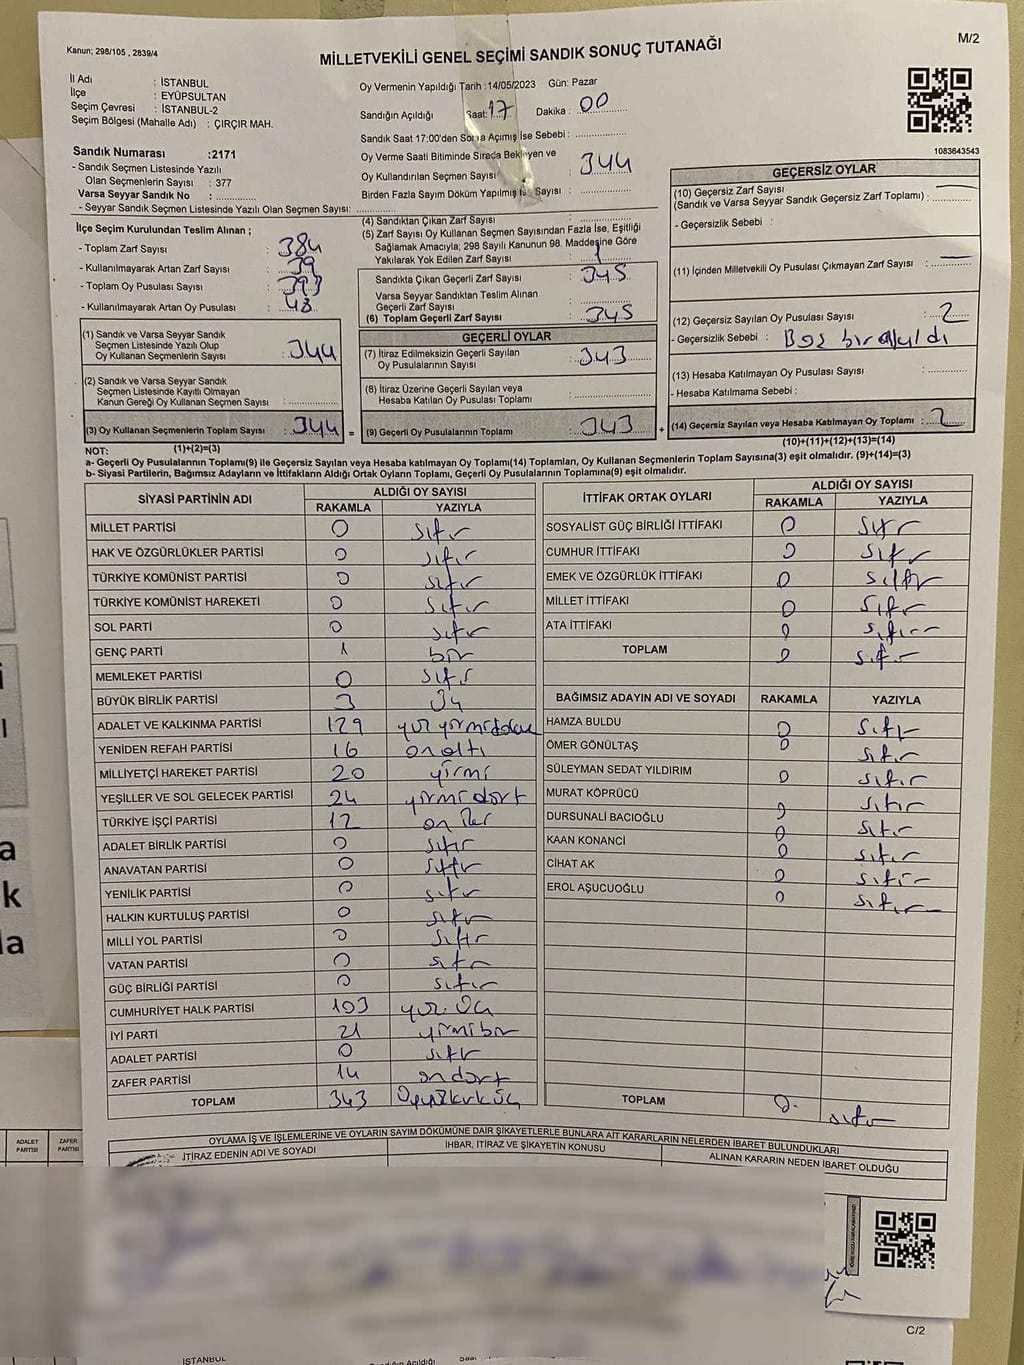 Kanun; 298/105 , 2839/4
MİLLETVEKİLİ GENEL SEÇİMİ SANDIK SONUÇ TUTANAĞI
M/2
İl Adı : İSTANBUL
İlçe : EYÜPSULTAN
Seçim Çevresi : İSTANBUL-2
Seçim Bölgesi (Mahalle Adı) : ÇIRÇIR MAH.
Sandık Numarası :2171
- Sandık Seçmen Listesinde Yazılı
Olan Seçmenlerin Sayısı : 377
Varsa Seyyar Sandık No :
- Seyyar Sandık Seçmen Listesinde Yazılı Olan Seçmen Sayısı:
Oy Vermenin Yapıldığı Tarih :14/05/2023 Gün: Pazar
Sandığın Açıldığı Saat: 17 Dakika : 00
Sandık Saat 17:00'den Sonra Açılmış İse Sebebi :
Oy Verme Saati Bitiminde Sırada Bekleyen ve
Oy Kullandırılan Seçmen Sayısı : 344
Birden Fazla Sayım Döküm Yapılmış Sayısı :
1083643543
İlçe Seçim Kurulundan Teslim Alınan ;
- Toplam Zarf Sayısı : 384
- Kullanılmayarak Artan Zarf Sayısı : 39
- Toplam Oy Pusulası Sayısı : 393
- Kullanılmayarak Artan Oy Pusulası : 48
(1) Sandık ve Varsa Seyyar Sandık
Seçmen Listesinde Yazılı Olup
Oy Kullanan Seçmenlerin Sayısı : 344
(2) Sandık ve Varsa Seyyar Sandık
Seçmen Listesinde Kayıtlı Olmayan
Kanun Gereği Oy Kullanan Seçmen Sayısı :
(3) Oy Kullanan Seçmenlerin Toplam Sayısı : 344
(1)+(2)=(3)
(4) Sandıktan Çıkan Zarf Sayısı :
(5) Zarf Sayısı Oy Kullanan Seçmen Sayısından Fazla İse, Eşitliği
Sağlamak Amacıyla; 298 Sayılı Kanunun 98. Maddesine Göre
Yakılarak Yok Edilen Zarf Sayısı : 1
Sandıkta Çıkan Geçerli Zarf Sayısı : 345
Varsa Seyyar Sandıktan Teslim Alınan
Geçerli Zarf Sayısı :
(6) Toplam Geçerli Zarf Sayısı : 345
GEÇERLİ OYLAR
(7) İtiraz Edilmeksizin Geçerli Sayılan
Oy Pusulalarının Sayısı : 343
(8) İtiraz Üzerine Geçerli Sayılan veya
Hesaba Katılan Oy Pusulası Toplamı :
= (9) Geçerli Oy Pusulalarının Toplamı : 343 +
GEÇERSİZ OYLAR
(10) Geçersiz Zarf Sayısı
(Sandık ve Varsa Seyyar Sandık Geçersiz Zarf Toplamı) : —
- Geçersizlik Sebebi :
(11) İçinden Milletvekili Oy Pusulası Çıkmayan Zarf Sayısı : —
(12) Geçersiz Sayılan Oy Pusulası Sayısı : 2
- Geçersizlik Sebebi : Boş bırakıldı
(13) Hesaba Katılmayan Oy Pusulası Sayısı :
- Hesaba Katılmama Sebebi :
(14) Geçersiz Sayılan veya Hesaba Katılmayan Oy Toplamı : 2
(10)+(11)+(12)+(13)=(14)
NOT:
a- Geçerli Oy Pusulalarının Toplamı(9) ile Geçersiz Sayılan veya Hesaba Katılmayan Oy Toplamı(14) Toplamları, Oy Kullanan Seçmenlerin Toplam Sayısına(3) eşit olmalıdır. (9)+(14)=(3)
b- Siyasi Partilerin, Bağımsız Adayların ve İttifakların Aldığı Ortak Oyların Toplamı, Geçerli Oy Pusulalarının Toplamına(9) eşit olmalıdır.
SİYASİ PARTİNİN ADI ALDIĞI OY SAYISI
RAKAMLA YAZIYLA
MİLLET PARTİSİ 0 sıfır
HAK VE ÖZGÜRLÜKLER PARTİSİ 0 sıfır
TÜRKİYE KOMÜNİST PARTİSİ 0 sıfır
TÜRKİYE KOMÜNİST HAREKETİ 0 sıfır
SOL PARTİ 0 sıfır
GENÇ PARTİ 1 bir
MEMLEKET PARTİSİ 0 sıfır
BÜYÜK BİRLİK PARTİSİ 3 üç
ADALET VE KALKINMA PARTİSİ 129 yüz yirmidokuz
YENİDEN REFAH PARTİSİ 16 onaltı
MİLLİYETÇİ HAREKET PARTİSİ 20 yirmi
YEŞİLLER VE SOL GELECEK PARTİSİ 24 yirmidört
TÜRKİYE İŞÇİ PARTİSİ 12 on iki
ADALET BİRLİK PARTİSİ 0 sıfır
ANAVATAN PARTİSİ 0 sıfır
YENİLİK PARTİSİ 0 sıfır
HALKIN KURTULUŞ PARTİSİ 0 sıfır
MİLLİ YOL PARTİSİ 0 sıfır
VATAN PARTİSİ 0 sıfır
GÜÇ BİRLİĞİ PARTİSİ 0 sıfır
CUMHURİYET HALK PARTİSİ 103 yüz üç
İYİ PARTİ 21 yirmibir
ADALET PARTİSİ 0 sıfır
ZAFER PARTİSİ 14 ondört
TOPLAM 343 Üçyüzkırküç
İTTİFAK ORTAK OYLARI ALDIĞI OY SAYISI
RAKAMLA YAZIYLA
SOSYALİST GÜÇ BİRLİĞİ İTTİFAKI 0 sıfır
CUMHUR İTTİFAKI 0 sıfır
EMEK VE ÖZGÜRLÜK İTTİFAKI 0 sıfır
MİLLET İTTİFAKI 0 sıfır
ATA İTTİFAKI 0 sıfır
TOPLAM 0 sıfır
BAĞIMSIZ ADAYIN ADI VE SOYADI RAKAMLA YAZIYLA
HAMZA BULDU 0 sıfır
ÖMER GÖNÜLTAŞ 0 sıfır
SÜLEYMAN SEDAT YILDIRIM 0 sıfır
MURAT KÖPRÜCÜ 0 sıfır
DURSUNALİ BACIOĞLU 0 sıfır
KAAN KONANCİ 0 sıfır
CİHAT AK 0 sıfır
EROL AŞUCUOĞLU 0 sıfır
TOPLAM 0 sıfır
OYLAMA İŞ VE İŞLEMLERİNE VE OYLARIN SAYIM DÖKÜMÜNE DAİR ŞİKAYETLERLE BUNLARA AİT KARARLARIN NELERDEN İBARET BULUNDUKLARI
İTİRAZ EDENİN ADI VE SOYADI İHBAR, İTİRAZ VE ŞİKAYETİN KONUSU ALINAN KARARIN NEDEN İBARET OLDUĞU
ADALET PARTİSİ ZAFER PARTİSİ
C/2
İSTANBUL
Sandığın Açıldığı Saat